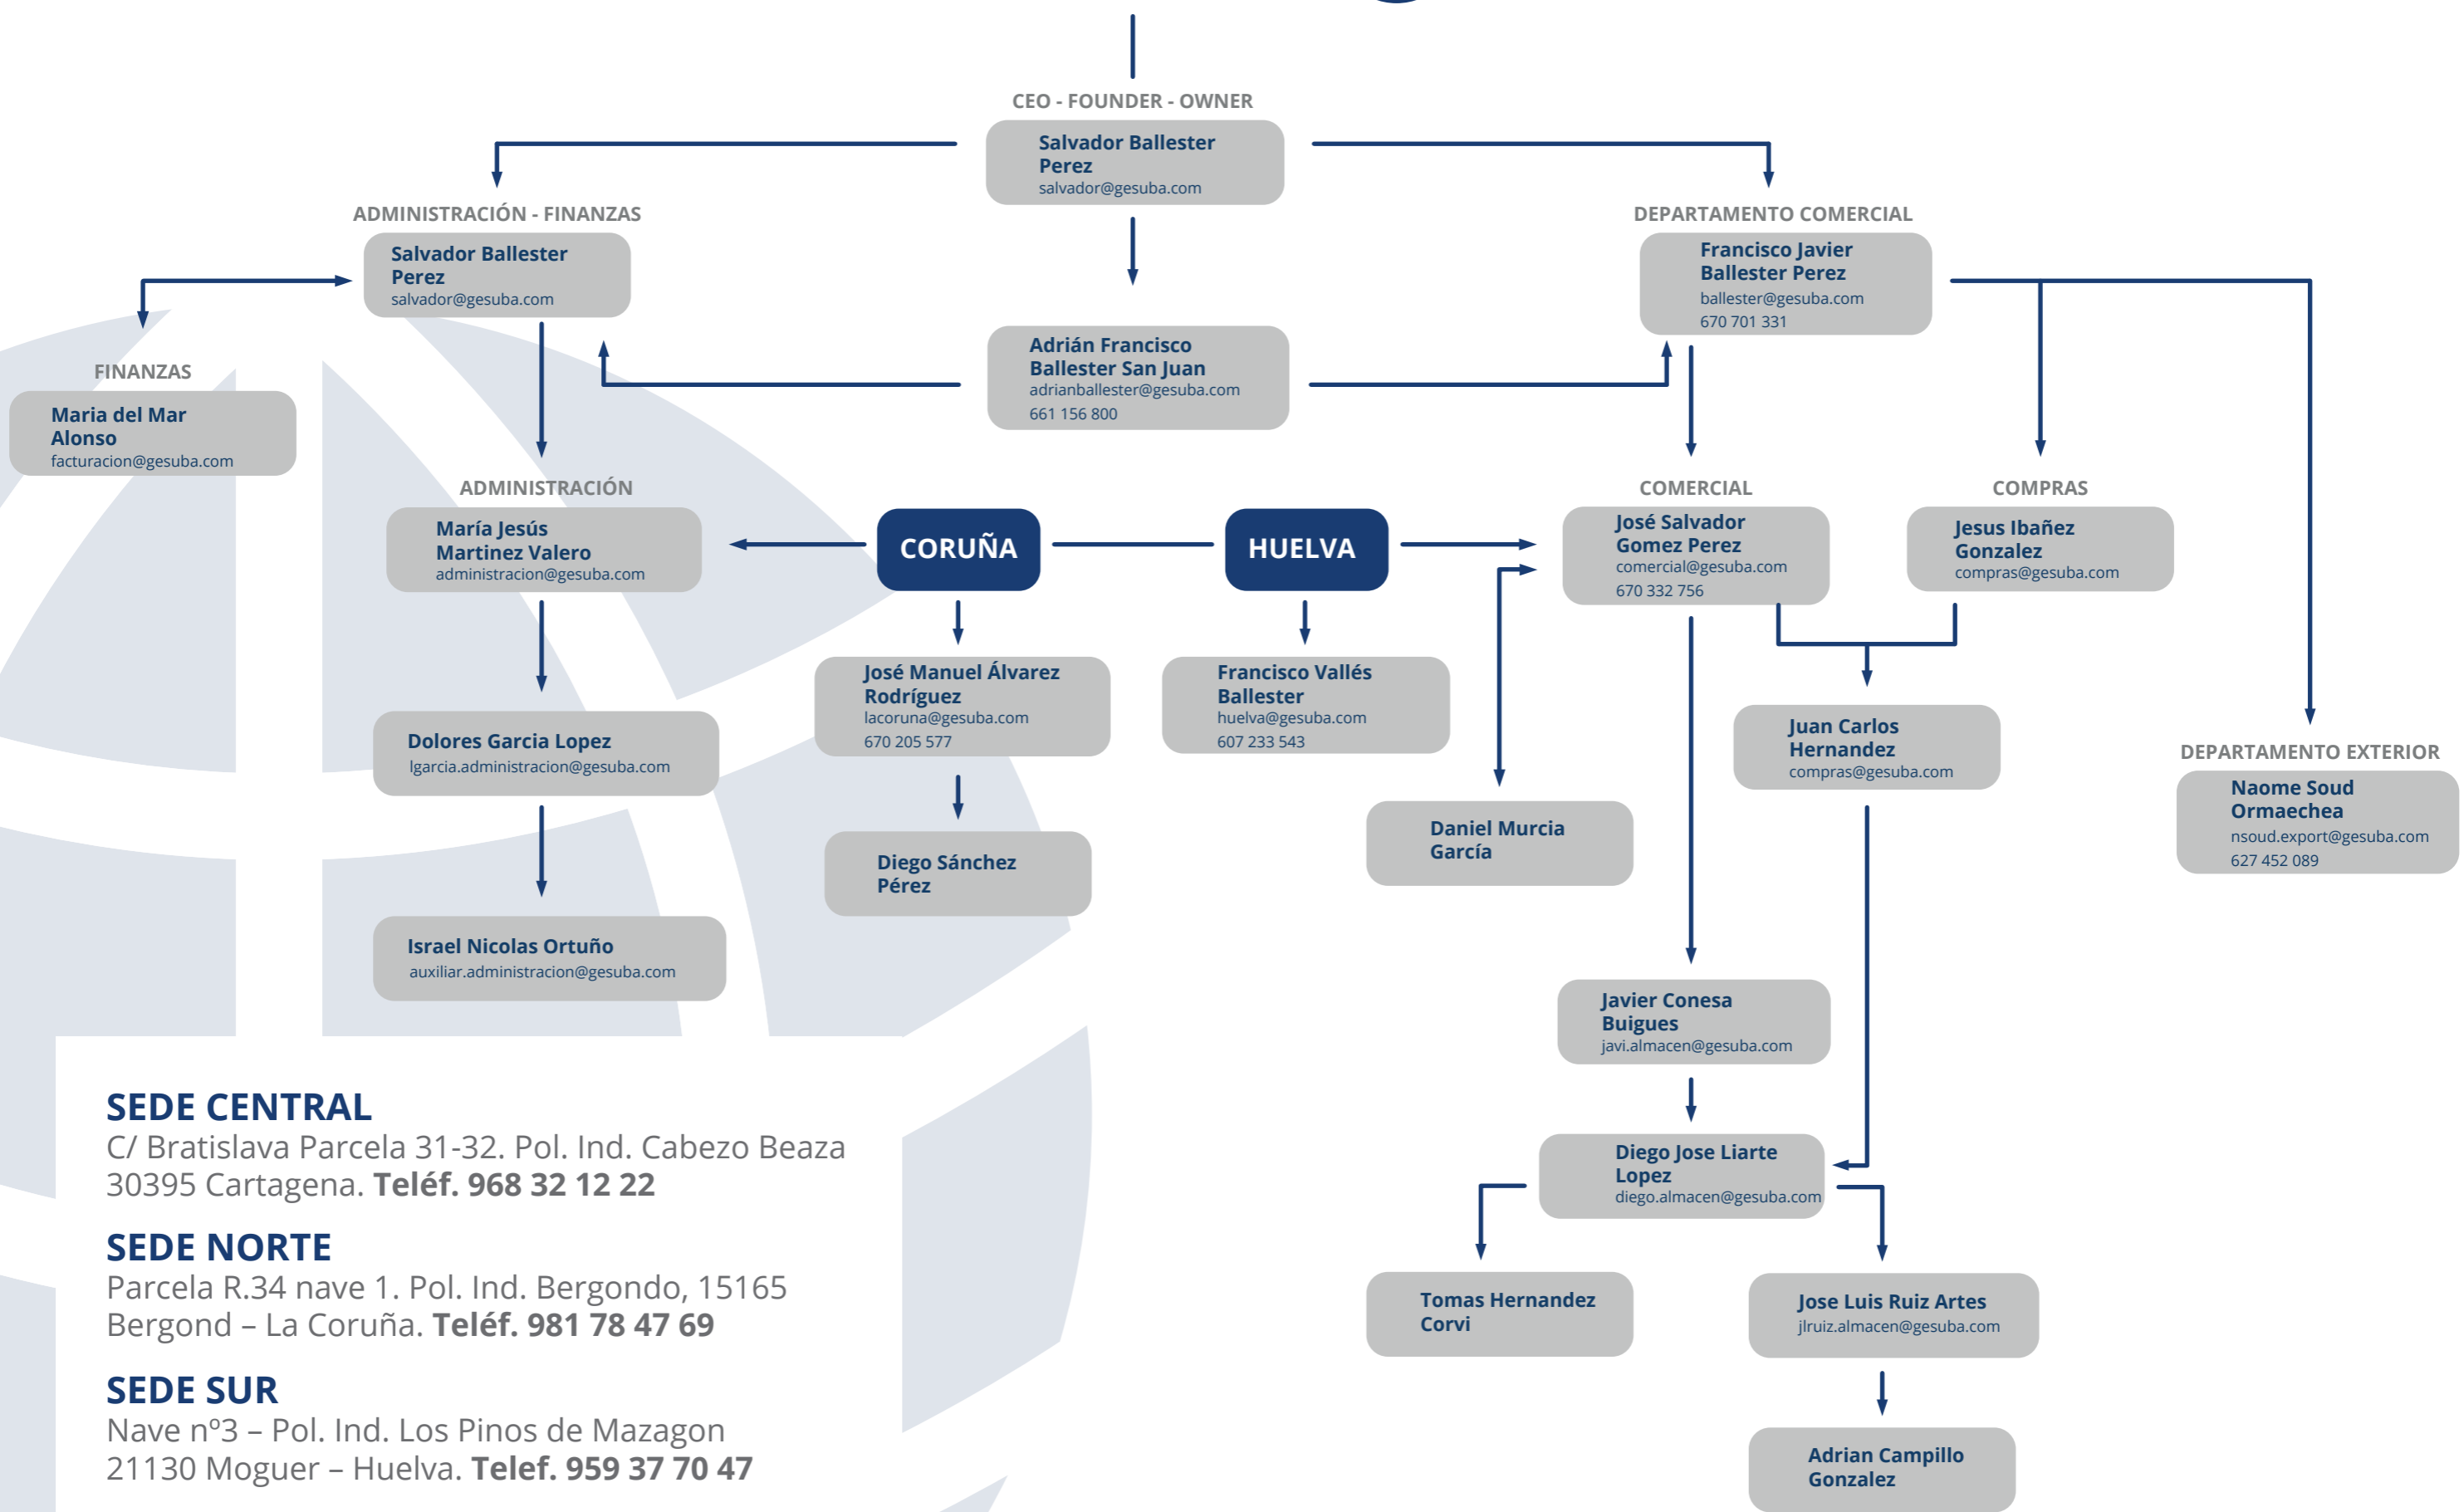 CEO - FOUNDER - OWNER
Salvador Ballester
Perez
salvador@gesuba.com
ADMINISTRACIÓN - FINANZAS
Salvador Ballester
Perez
salvador@gesuba.com
DEPARTAMENTO COMERCIAL
Francisco Javier
Ballester Perez
ballester@gesuba.com
670 701 331
Adrián Francisco
Ballester San Juan
adrianballester@gesuba.com
661 156 800
FINANZAS
Maria del Mar
Alonso
facturacion@gesuba.com
ADMINISTRACIÓN
María Jesús
Martinez Valero
administracion@gesuba.com
CORUÑA
HUELVA
COMERCIAL
José Salvador
Gomez Perez
comercial@gesuba.com
670 332 756
COMPRAS
Jesus Ibañez
Gonzalez
compras@gesuba.com
José Manuel Álvarez
Rodríguez
lacoruna@gesuba.com
670 205 577
Francisco Vallés
Ballester
huelva@gesuba.com
607 233 543
Dolores Garcia Lopez
lgarcia.administracion@gesuba.com
Juan Carlos
Hernandez
compras@gesuba.com
DEPARTAMENTO EXTERIOR
Naome Soud
Ormaechea
nsoud.export@gesuba.com
627 452 089
Daniel Murcia
García
Diego Sánchez
Pérez
Israel Nicolas Ortuño
auxiliar.administracion@gesuba.com
Javier Conesa
Buigues
javi.almacen@gesuba.com
Diego Jose Liarte
Lopez
diego.almacen@gesuba.com
Tomas Hernandez
Corvi
Jose Luis Ruiz Artes
jlruiz.almacen@gesuba.com
Adrian Campillo
Gonzalez
SEDE CENTRAL
C/ Bratislava Parcela 31-32. Pol. Ind. Cabezo Beaza
30395 Cartagena. Teléf. 968 32 12 22
SEDE NORTE
Parcela R.34 nave 1. Pol. Ind. Bergondo, 15165
Bergond – La Coruña. Teléf. 981 78 47 69
SEDE SUR
Nave nº3 – Pol. Ind. Los Pinos de Mazagon
21130 Moguer – Huelva. Telef. 959 37 70 47